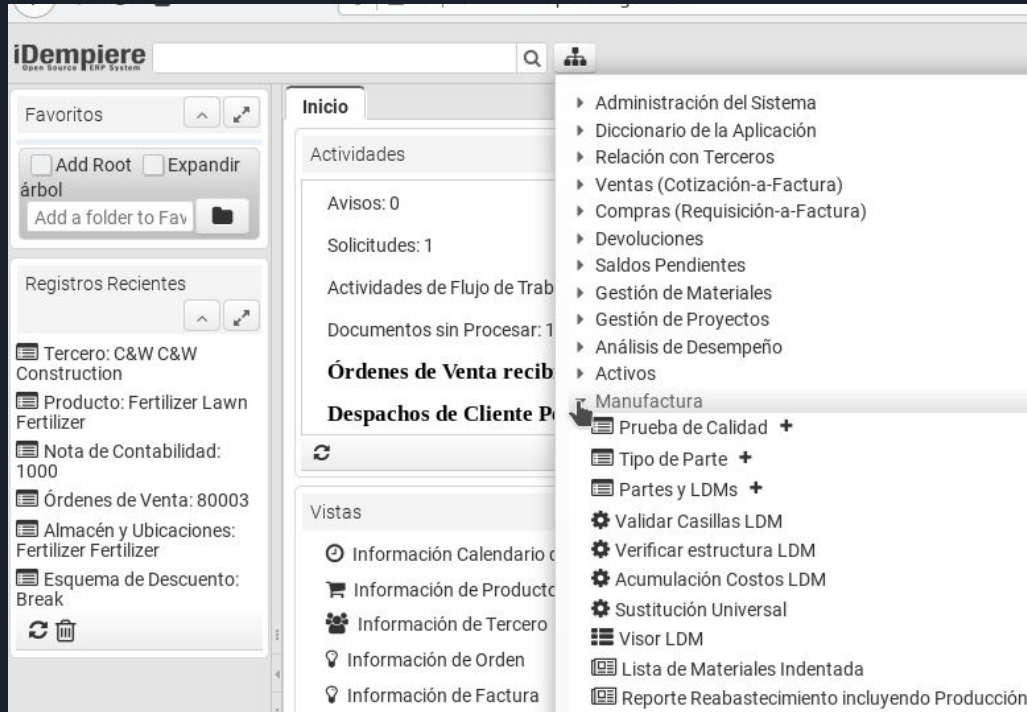 iDempiere
Open Source ERP System
Favoritos
Add Root Expandir
árbol
Add a folder to Fav
Registros Recientes
Tercero: C&W C&W
Construction
Producto: Fertilizer Lawn
Fertilizer
Nota de Contabilidad:
1000
Órdenes de Venta: 80003
Almacén y Ubicaciones:
Fertilizer Fertilizer
Esquema de Descuento:
Break
Inicio
Actividades
Avisos: 0
Solicitudes: 1
Actividades de Flujo de Trab
Documentos sin Procesar: 1
Órdenes de Venta recib
Despachos de Cliente Pe
Vistas
Información Calendario
Información de Producto
Información de Tercero
Información de Orden
Información de Factura
Administración del Sistema
Diccionario de la Aplicación
Relación con Terceros
Ventas (Cotización-a-Factura)
Compras (Requisición-a-Factura)
Devoluciones
Saldos Pendientes
Gestión de Materiales
Gestión de Proyectos
Análisis de Desempeño
Activos
Manufactura
Prueba de Calidad +
Tipo de Parte +
Partes y LDMs +
Validar Casillas LDM
Verificar estructura LDM
Acumulación Costos LDM
Sustitución Universal
Visor LDM
Lista de Materiales Indentada
Reporte Reabastecimiento incluyendo Producción